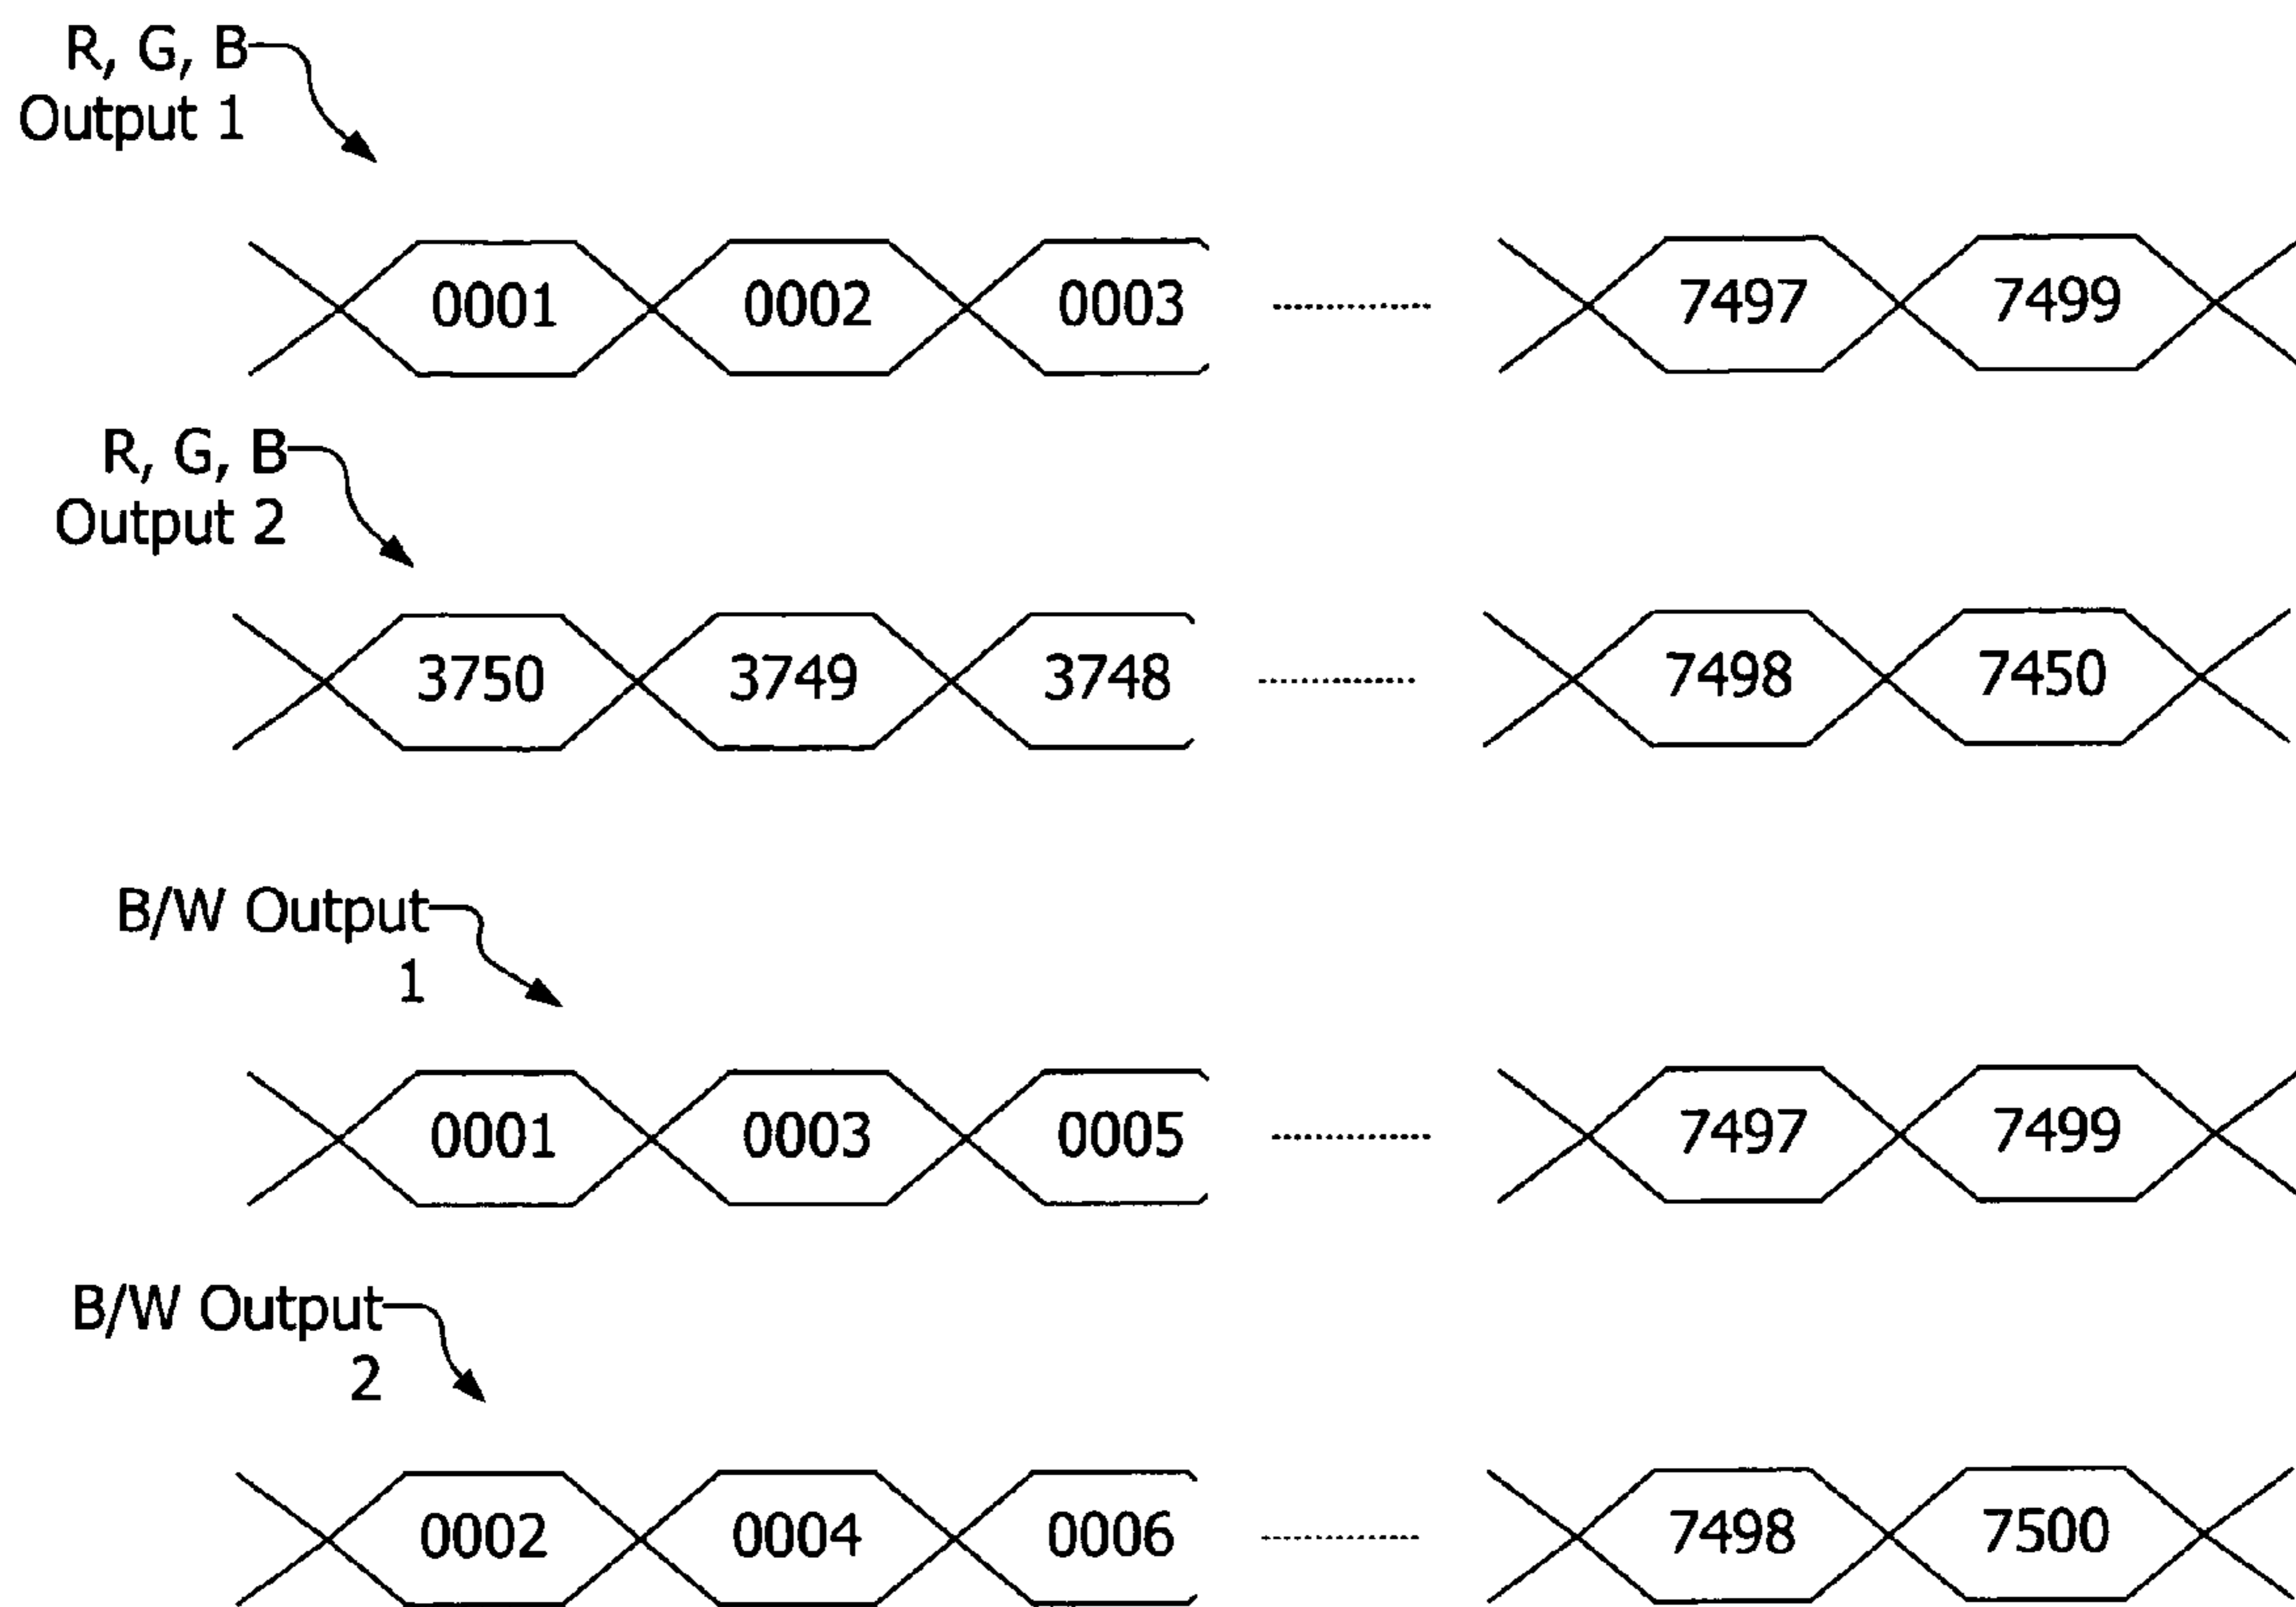 R, G, B
Output 1
0001 0002 0003 7497 7499
R, G, B
Output 2
3750 3749 3748 7498 7450
B/W Output
1
0001 0003 0005 7497 7499
B/W Output
2
0002 0004 0006 7498 7500